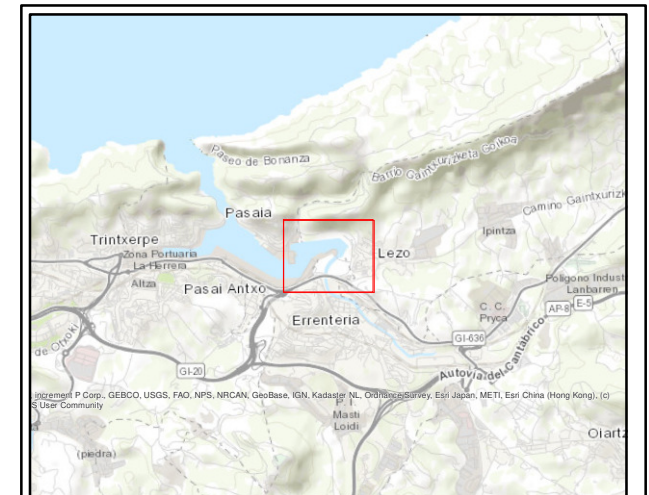 Paseo de Bonanza
Barrio Gaintxurizketa Goikoa
Camino Gaintxurizk
Pasaia
Ipintza
Trintxerpe
Lezo
Zona Portuaria
La Herrera
Altza
Pasai Antxo
Poligono Indust
Lanbarren
AP-8
E-5
C. C.
Pryca
Errenteria
GI-636
de Otxoki
Autovia del Cantábrico
GI-20
increment P Corp., GEBCO, USGS, FAO, NPS, NRCAN, GeoBase, IGN, Kadaster NL, Ordnance Survey, Esri Japan, METI, Esri China (Hong Kong), (c)
S User Community
P. I.
Masti
Loidi
Oiartz
(piedra)